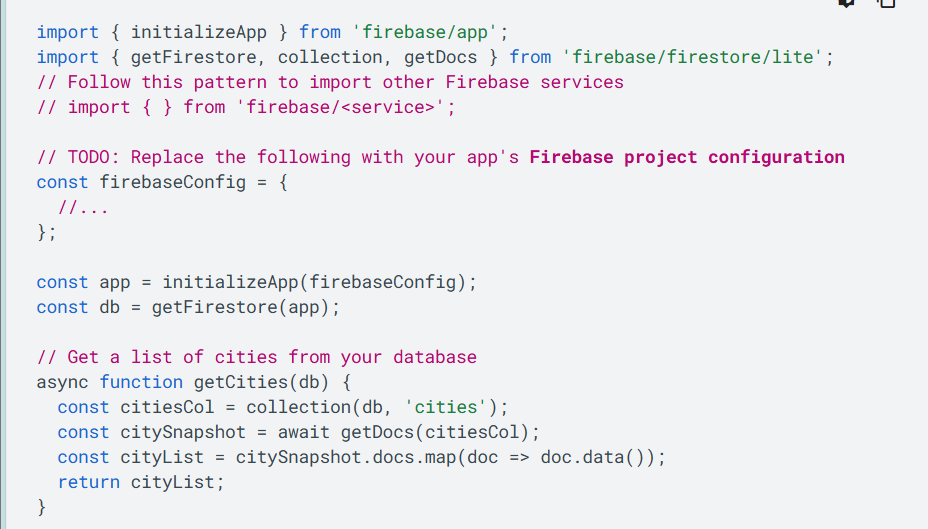 import { initializeApp } from 'firebase/app';
import { getFirestore, collection, getDocs } from 'firebase/firestore/lite';
// Follow this pattern to import other Firebase services
// import { } from 'firebase/<service>';
// TODO: Replace the following with your app's Firebase project configuration
const firebaseConfig = {
  //...
};
const app = initializeApp(firebaseConfig);
const db = getFirestore(app);
// Get a list of cities from your database
async function getCities(db) {
  const citiesCol = collection(db, 'cities');
  const citySnapshot = await getDocs(citiesCol);
  const cityList = citySnapshot.docs.map(doc => doc.data());
  return cityList;
}